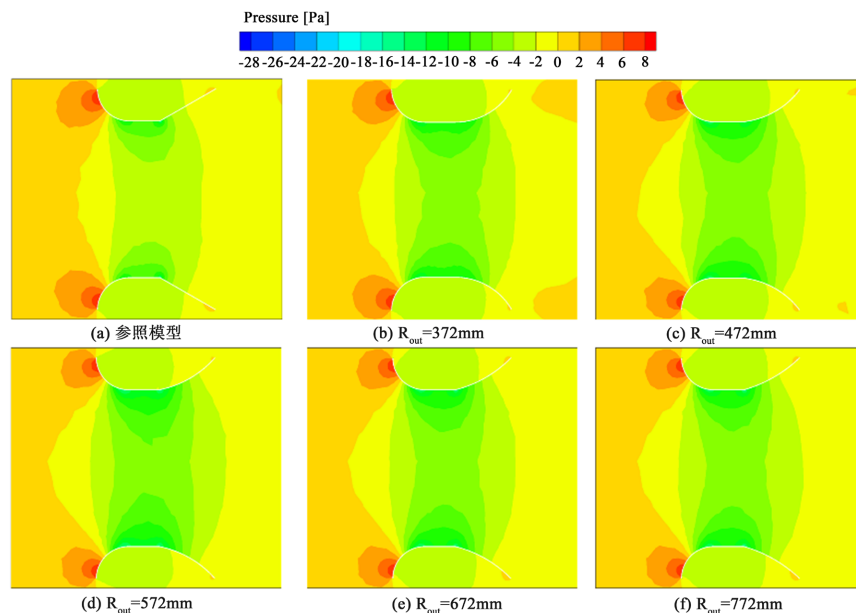 Pressure [Pa]
-28 -26-24-22-20-18-16-14-12-10 -8 -6 -4 -2 0 2 4 6 8
(a) 参照模型
(b) Rout=372mm
(c) Rout=472mm
(d) Rout=572mm
(e) Rout=672mm
(f) Rout=772mm